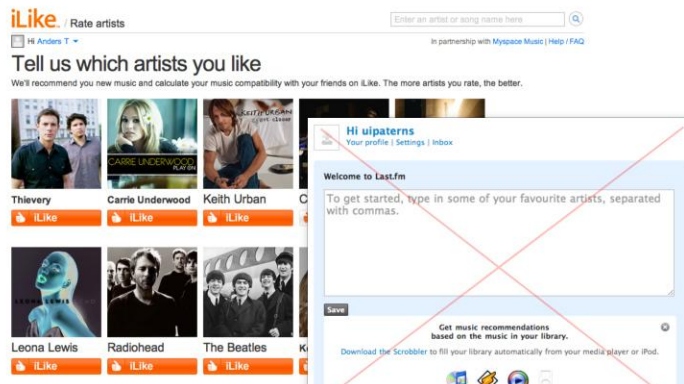 iLike / Rate artists
Enter an artist or song name here
Hi Anders T
In partnership with Myspace Music | Help / FAQ
Tell us which artists you like
We'll recommend you new music and calculate your music compatibility with your friends on iLike. The more artists you rate, the better.
CARRIE UNDERWOOD
PLAY ON
KEITH URBAN
Thievery
Carrie Underwood
Keith Urban
C
iLike
iLike
iLike
LEONA LEWIS
Leona Lewis
Radiohead
The Beatles
iLike
iLike
iLike
Hi uipaterns
Your profile | Settings | Inbox
Welcome to Last.fm
To get started, type in some of your favourite artists, separated
with commas.
Save
Get music recommendations
based on the music in your library.
Download the Scrobbler to fill your library automatically from your media player or iPod.